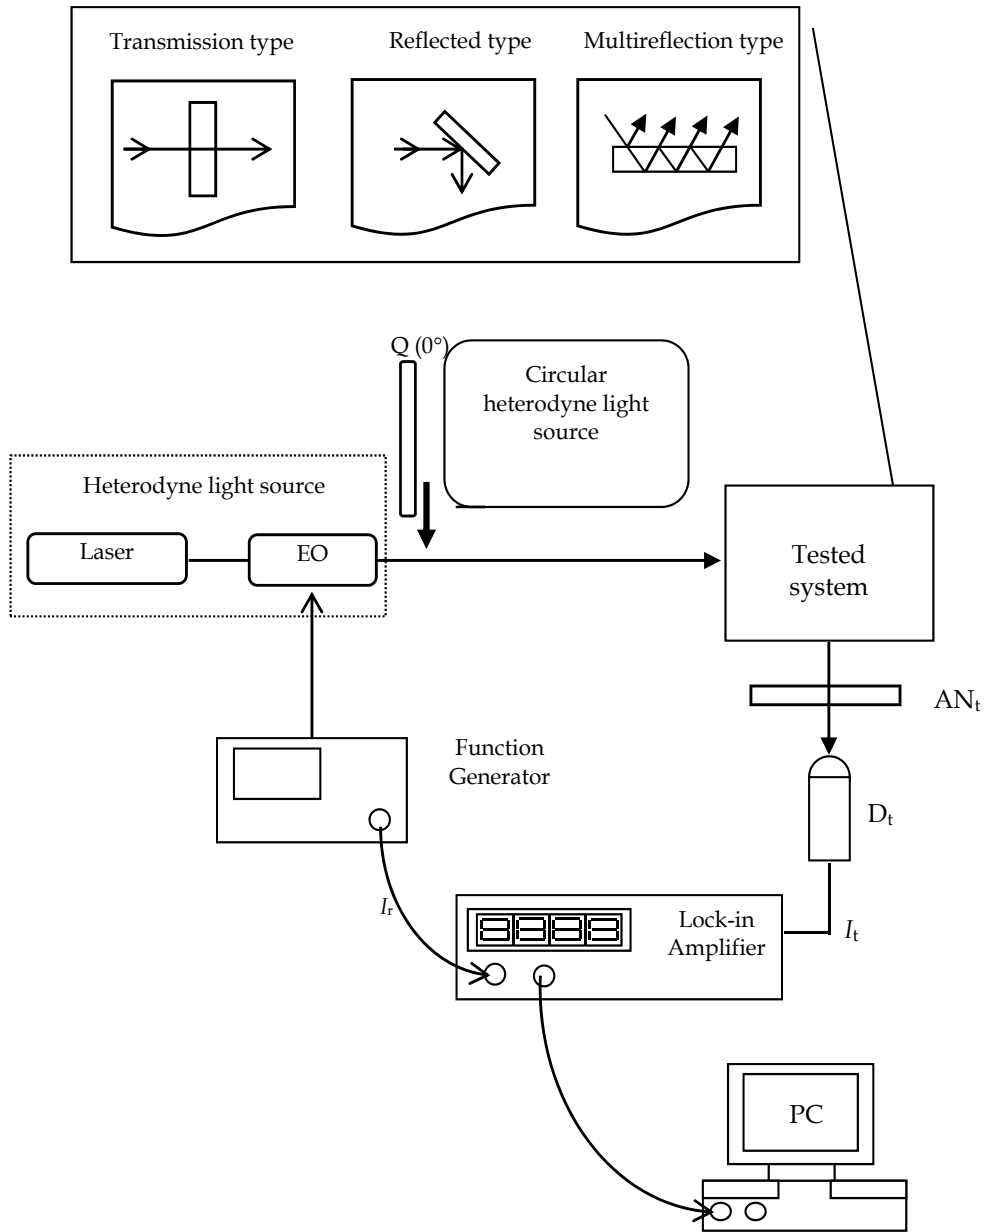 Transmission type
Reflected type
Multireflection type
Q (0°)
Circular
heterodyne light
source
Heterodyne light source
Laser
EO
Tested
system
ANt
Function
Generator
Dt
Ir
Lock-in
Amplifier
It
PC